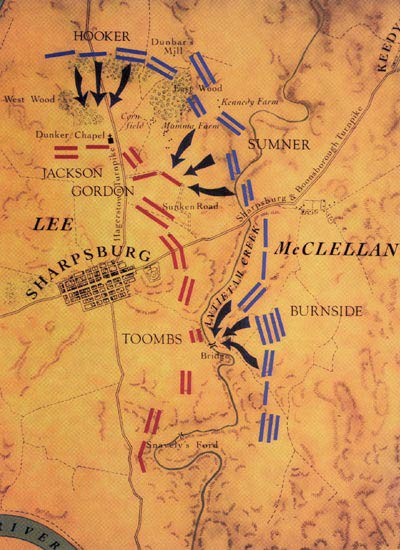 HOOKER
Dunbar's
Mill
KEEDY
West Wood
East Wood
Corn-
field
Kennedy Farm
Mumma Farm
Dunker Chapel
SUMNER
JACKSON
GORDON
Hagerstown Turnpike
Sunken Road
Sharpsburg & Boonsborough Turnpike
LEE
McCLELLAN
SHARPSBURG
ANTIETAM CREEK
BURNSIDE
TOOMBS
Bridge
Snavely's Ford
RIVER